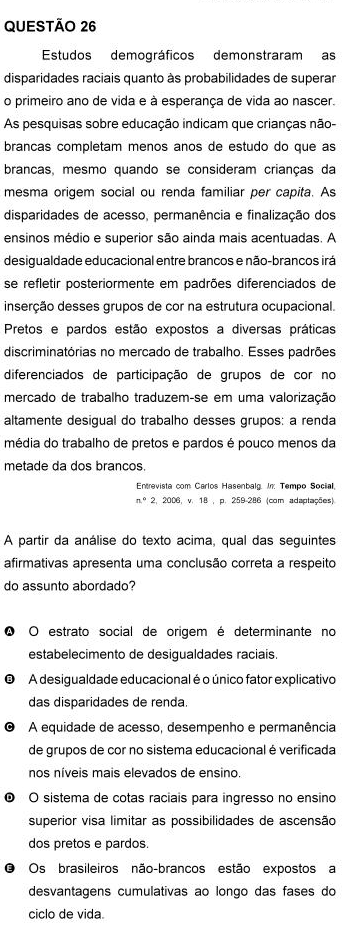 QUESTÃO 26
Estudos demográficos demonstraram as
disparidades raciais quanto às probabilidades de superar
o primeiro ano de vida e à esperança de vida ao nascer.
As pesquisas sobre educação indicam que crianças não-
brancas completam menos anos de estudo do que as
brancas, mesmo quando se consideram crianças da
mesma origem social ou renda familiar per capita. As
disparidades de acesso, permanência e finalização dos
ensinos médio e superior são ainda mais acentuadas. A
desigualdade educacional entre brancos e não-brancos irá
se refletir posteriormente em padrões diferenciados de
inserção desses grupos de cor na estrutura ocupacional.
Pretos e pardos estão expostos a diversas práticas
discriminatórias no mercado de trabalho. Esses padrões
diferenciados de participação de grupos de cor no
mercado de trabalho traduzem-se em uma valorização
altamente desigual do trabalho desses grupos: a renda
média do trabalho de pretos e pardos é pouco menos da
metade da dos brancos.
Entrevista com Carlos Hasenbalg. In: Tempo Social,
n.º 2, 2006, v. 18 , p. 259-286 (com adaptações).
A partir da análise do texto acima, qual das seguintes
afirmativas apresenta uma conclusão correta a respeito
do assunto abordado?
A O estrato social de origem é determinante no
estabelecimento de desigualdades raciais.
B A desigualdade educacional é o único fator explicativo
das disparidades de renda.
C A equidade de acesso, desempenho e permanência
de grupos de cor no sistema educacional é verificada
nos níveis mais elevados de ensino.
D O sistema de cotas raciais para ingresso no ensino
superior visa limitar as possibilidades de ascensão
dos pretos e pardos.
E Os brasileiros não-brancos estão expostos a
desvantagens cumulativas ao longo das fases do
ciclo de vida.